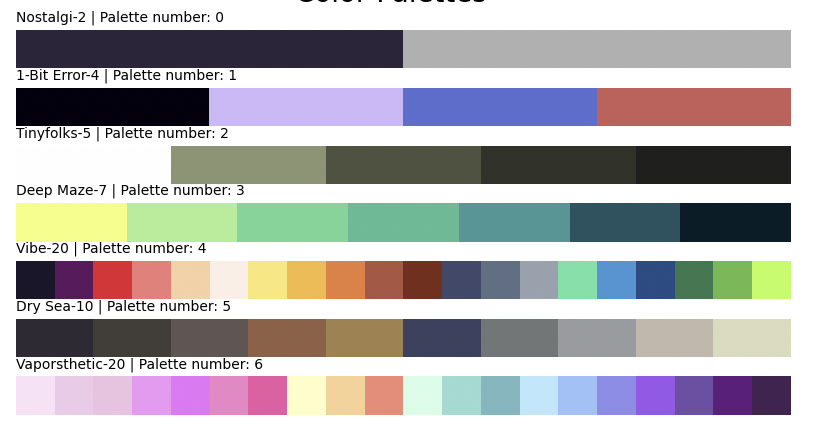 Color Palettes
Nostalgi-2 | Palette number: 0
1-Bit Error-4 | Palette number: 1
Tinyfolks-5 | Palette number: 2
Deep Maze-7 | Palette number: 3
Vibe-20 | Palette number: 4
Dry Sea-10 | Palette number: 5
Vaporsthetic-20 | Palette number: 6